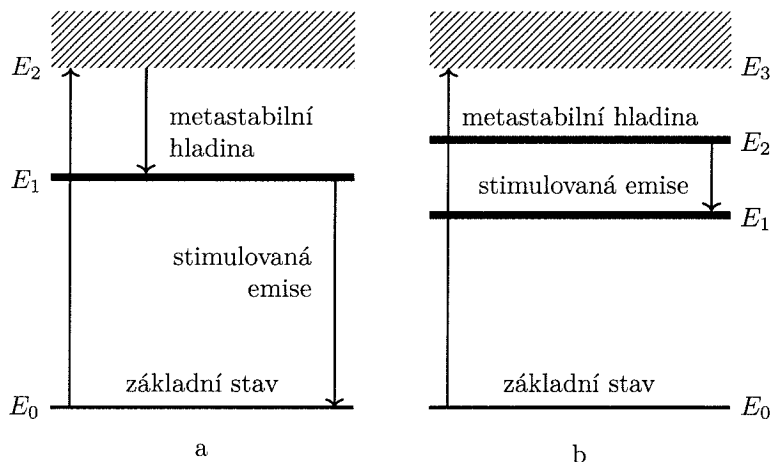 E₂
metastabilní
hladina
E₁
stimulovaná
emise
základní stav
E₀
a
E₃
metastabilní hladina
E₂
stimulovaná emise
E₁
základní stav
E₀
b